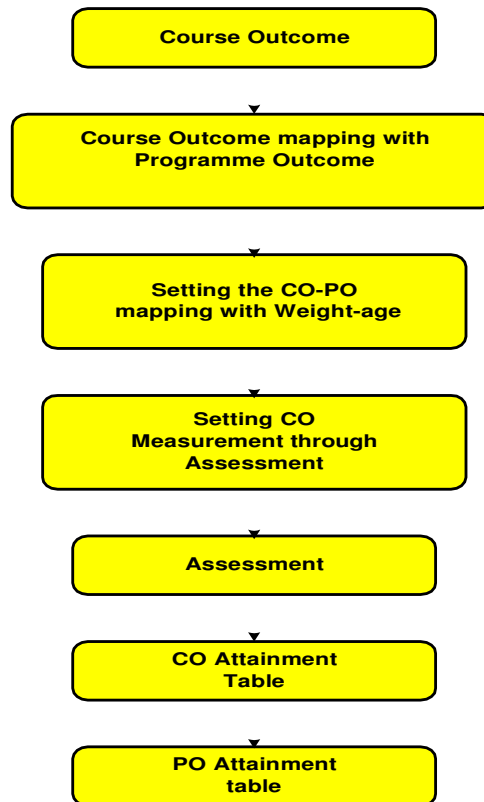 Course Outcome
Course Outcome mapping with
Programme Outcome
Setting the CO-PO
mapping with Weight-age
Setting CO
Measurement through
Assessment
Assessment
CO Attainment
Table
PO Attainment
table